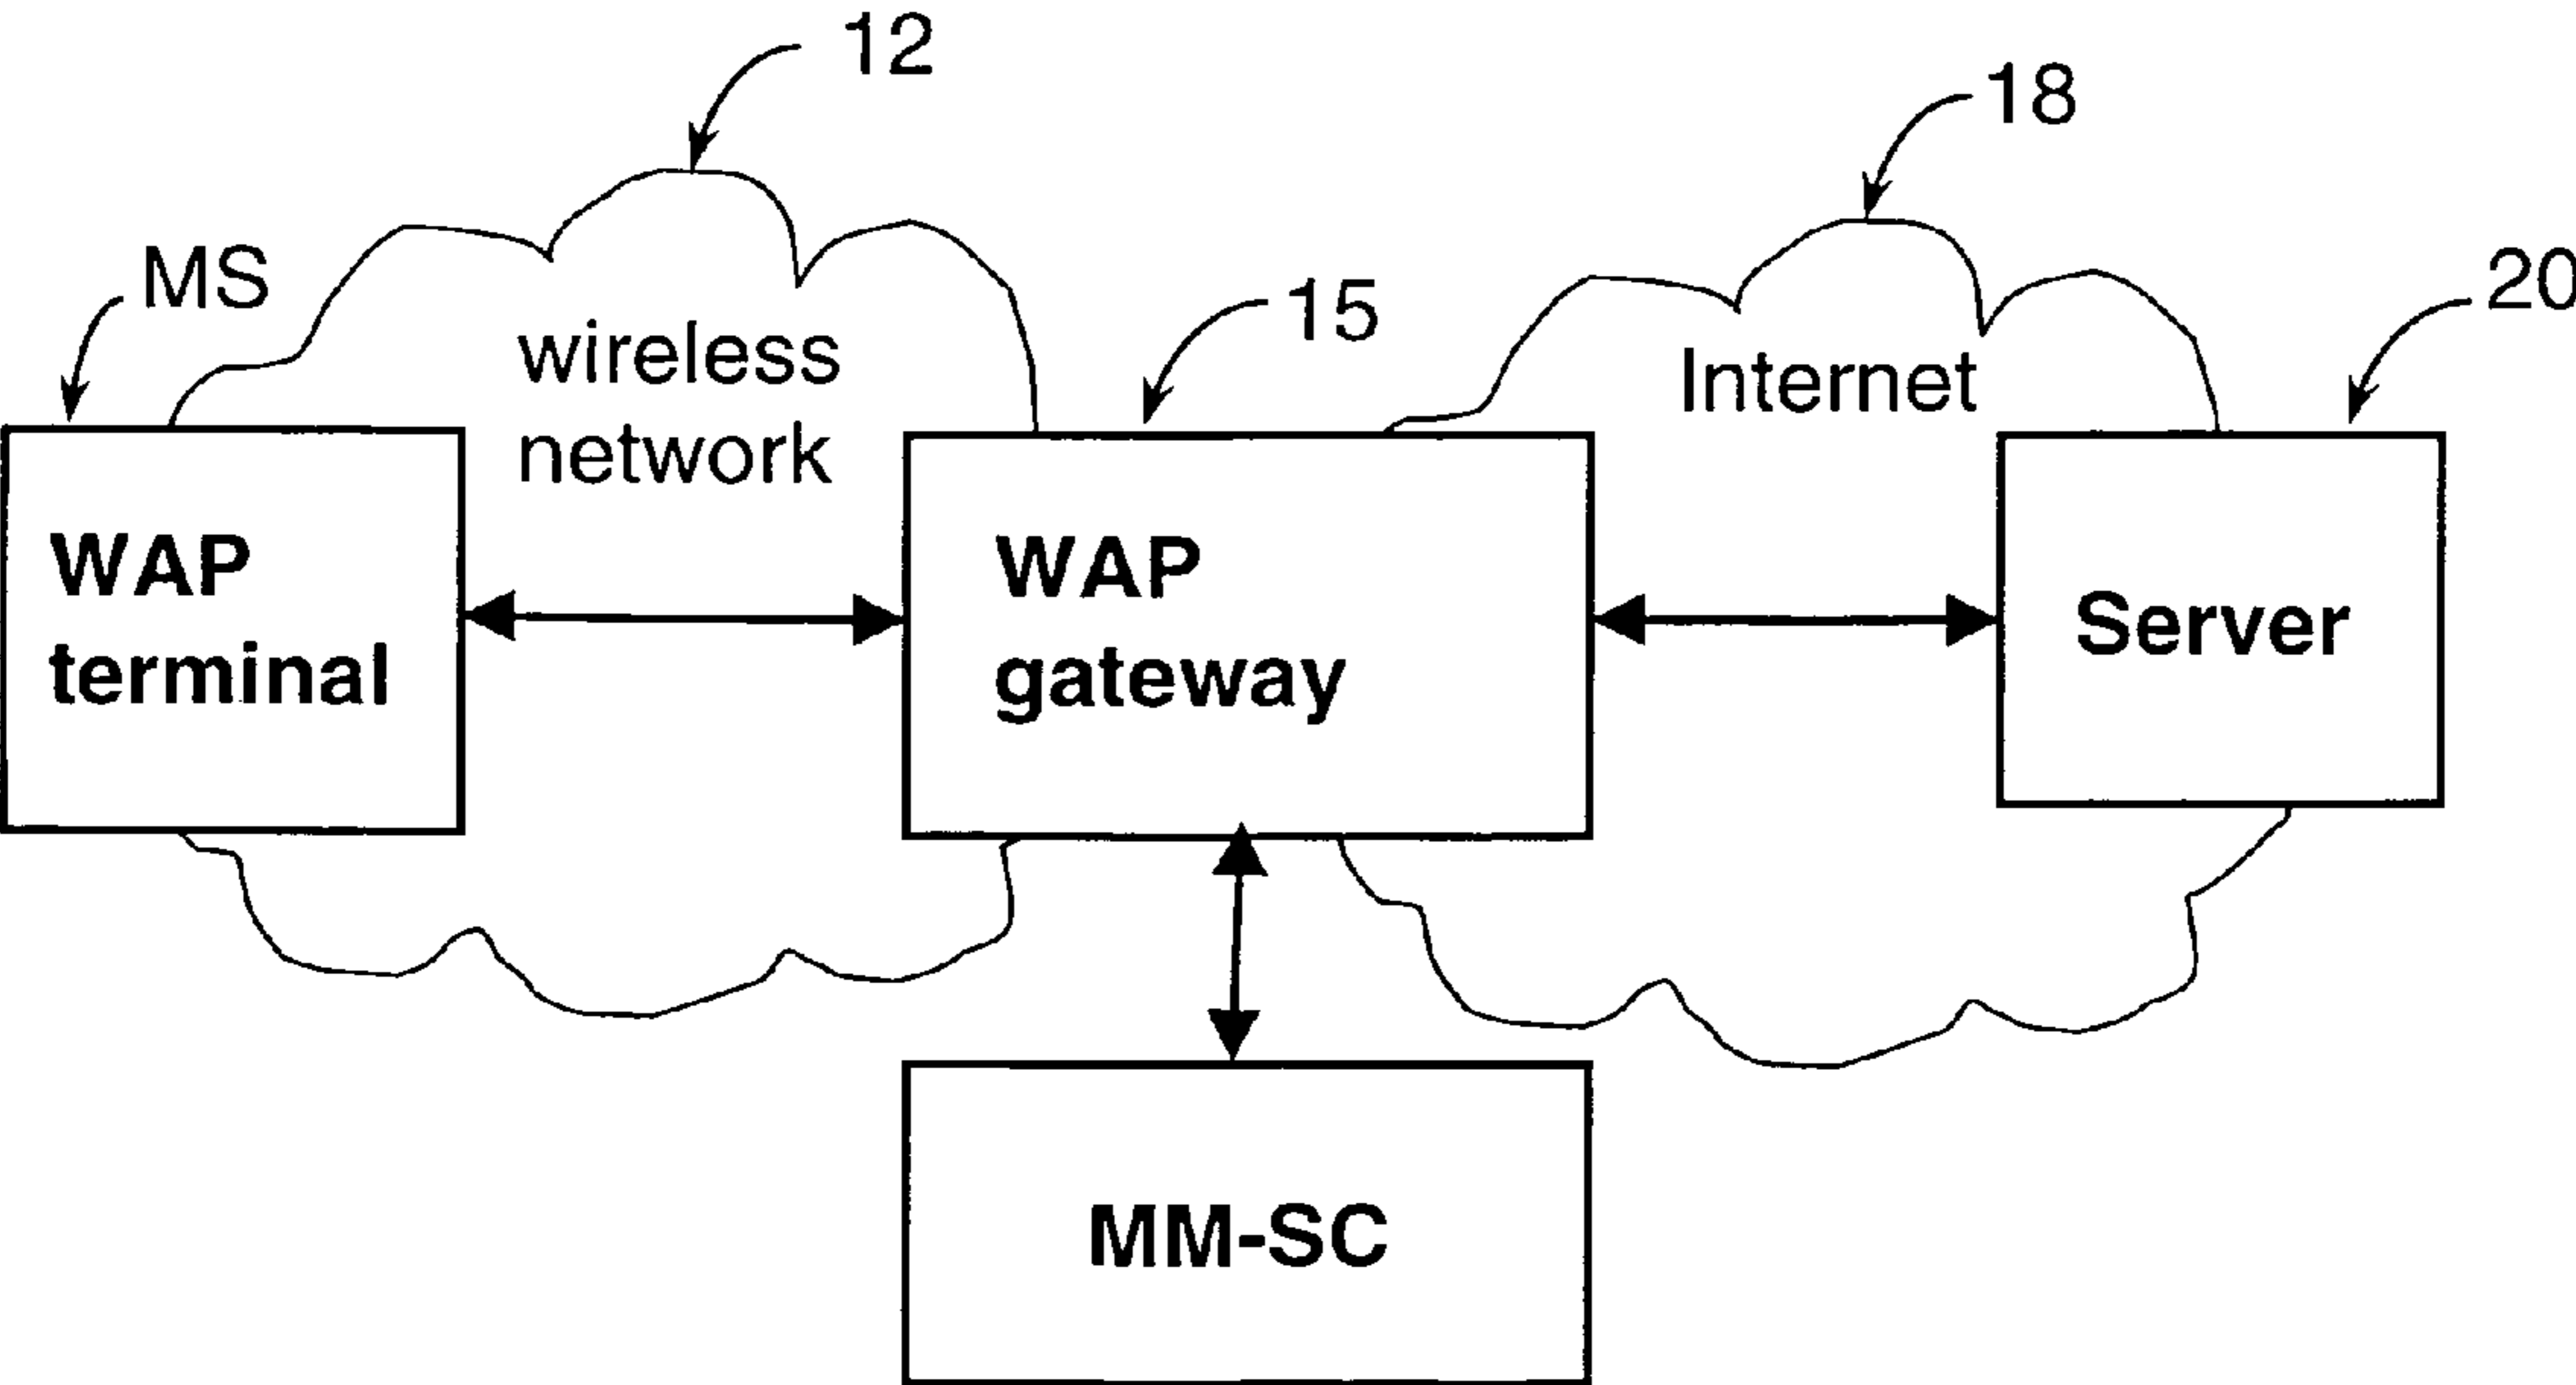 12
18
MS
20
15
wireless
network
Internet
WAP
terminal
WAP
gateway
Server
MM-SC